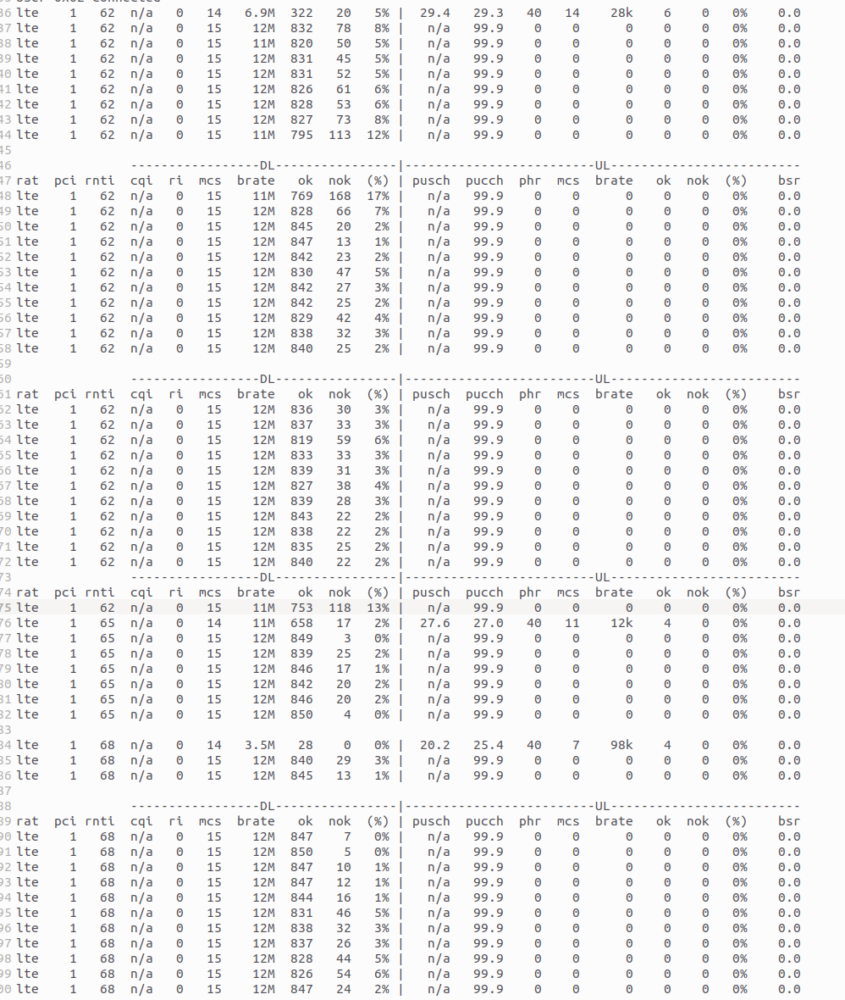 36 lte 1 62 n/a 0 14 6.9M 322 20 5% | 29.4 29.3 40 14 28k 6 0 0% 0.0
37 lte 1 62 n/a 0 15 12M 832 78 8% | n/a 99.9 0 0 0 0 0 0% 0.0
38 lte 1 62 n/a 0 15 11M 820 50 5% | n/a 99.9 0 0 0 0 0 0% 0.0
39 lte 1 62 n/a 0 15 12M 831 45 5% | n/a 99.9 0 0 0 0 0 0% 0.0
40 lte 1 62 n/a 0 15 12M 831 52 5% | n/a 99.9 0 0 0 0 0 0% 0.0
41 lte 1 62 n/a 0 15 12M 826 61 6% | n/a 99.9 0 0 0 0 0 0% 0.0
42 lte 1 62 n/a 0 15 12M 828 53 6% | n/a 99.9 0 0 0 0 0 0% 0.0
43 lte 1 62 n/a 0 15 12M 827 73 8% | n/a 99.9 0 0 0 0 0 0% 0.0
44 lte 1 62 n/a 0 15 11M 795 113 12% | n/a 99.9 0 0 0 0 0 0% 0.0
45
46 -----------------DL----------------|-------------------------UL-------------------------
47 rat pci rnti cqi ri mcs brate ok nok (%) | pusch pucch phr mcs brate ok nok (%) bsr
48 lte 1 62 n/a 0 15 11M 769 168 17% | n/a 99.9 0 0 0 0 0 0% 0.0
49 lte 1 62 n/a 0 15 12M 828 66 7% | n/a 99.9 0 0 0 0 0 0% 0.0
50 lte 1 62 n/a 0 15 12M 845 20 2% | n/a 99.9 0 0 0 0 0 0% 0.0
51 lte 1 62 n/a 0 15 12M 847 13 1% | n/a 99.9 0 0 0 0 0 0% 0.0
52 lte 1 62 n/a 0 15 12M 842 23 2% | n/a 99.9 0 0 0 0 0 0% 0.0
53 lte 1 62 n/a 0 15 12M 830 47 5% | n/a 99.9 0 0 0 0 0 0% 0.0
54 lte 1 62 n/a 0 15 12M 842 27 3% | n/a 99.9 0 0 0 0 0 0% 0.0
55 lte 1 62 n/a 0 15 12M 842 25 2% | n/a 99.9 0 0 0 0 0 0% 0.0
56 lte 1 62 n/a 0 15 12M 829 42 4% | n/a 99.9 0 0 0 0 0 0% 0.0
57 lte 1 62 n/a 0 15 12M 838 32 3% | n/a 99.9 0 0 0 0 0 0% 0.0
58 lte 1 62 n/a 0 15 12M 840 25 2% | n/a 99.9 0 0 0 0 0 0% 0.0
59
60 -----------------DL----------------|-------------------------UL-------------------------
61 rat pci rnti cqi ri mcs brate ok nok (%) | pusch pucch phr mcs brate ok nok (%) bsr
62 lte 1 62 n/a 0 15 12M 836 30 3% | n/a 99.9 0 0 0 0 0 0% 0.0
63 lte 1 62 n/a 0 15 12M 837 33 3% | n/a 99.9 0 0 0 0 0 0% 0.0
64 lte 1 62 n/a 0 15 12M 819 59 6% | n/a 99.9 0 0 0 0 0 0% 0.0
65 lte 1 62 n/a 0 15 12M 833 33 3% | n/a 99.9 0 0 0 0 0 0% 0.0
66 lte 1 62 n/a 0 15 12M 839 31 3% | n/a 99.9 0 0 0 0 0 0% 0.0
67 lte 1 62 n/a 0 15 12M 827 38 4% | n/a 99.9 0 0 0 0 0 0% 0.0
68 lte 1 62 n/a 0 15 12M 839 28 3% | n/a 99.9 0 0 0 0 0 0% 0.0
69 lte 1 62 n/a 0 15 12M 843 22 2% | n/a 99.9 0 0 0 0 0 0% 0.0
70 lte 1 62 n/a 0 15 12M 838 22 2% | n/a 99.9 0 0 0 0 0 0% 0.0
71 lte 1 62 n/a 0 15 12M 835 25 2% | n/a 99.9 0 0 0 0 0 0% 0.0
72 lte 1 62 n/a 0 15 12M 840 22 2% | n/a 99.9 0 0 0 0 0 0% 0.0
73 -----------------DL----------------|-------------------------UL-------------------------
74 rat pci rnti cqi ri mcs brate ok nok (%) | pusch pucch phr mcs brate ok nok (%) bsr
75 lte 1 62 n/a 0 15 11M 753 118 13% | n/a 99.9 0 0 0 0 0 0% 0.0
76 lte 1 65 n/a 0 14 11M 658 17 2% | 27.6 27.0 40 11 12k 4 0 0% 0.0
77 lte 1 65 n/a 0 15 12M 849 3 0% | n/a 99.9 0 0 0 0 0 0% 0.0
78 lte 1 65 n/a 0 15 12M 839 25 2% | n/a 99.9 0 0 0 0 0 0% 0.0
79 lte 1 65 n/a 0 15 12M 846 17 1% | n/a 99.9 0 0 0 0 0 0% 0.0
80 lte 1 65 n/a 0 15 12M 842 20 2% | n/a 99.9 0 0 0 0 0 0% 0.0
81 lte 1 65 n/a 0 15 12M 846 20 2% | n/a 99.9 0 0 0 0 0 0% 0.0
82 lte 1 65 n/a 0 15 12M 850 4 0% | n/a 99.9 0 0 0 0 0 0% 0.0
83
84 lte 1 68 n/a 0 14 3.5M 28 0 0% | 20.2 25.4 40 7 98k 4 0 0% 0.0
85 lte 1 68 n/a 0 15 12M 840 29 3% | n/a 99.9 0 0 0 0 0 0% 0.0
86 lte 1 68 n/a 0 15 12M 845 13 1% | n/a 99.9 0 0 0 0 0 0% 0.0
87
88 -----------------DL----------------|-------------------------UL-------------------------
89 rat pci rnti cqi ri mcs brate ok nok (%) | pusch pucch phr mcs brate ok nok (%) bsr
90 lte 1 68 n/a 0 15 12M 847 7 0% | n/a 99.9 0 0 0 0 0 0% 0.0
91 lte 1 68 n/a 0 15 12M 850 5 0% | n/a 99.9 0 0 0 0 0 0% 0.0
92 lte 1 68 n/a 0 15 12M 847 10 1% | n/a 99.9 0 0 0 0 0 0% 0.0
93 lte 1 68 n/a 0 15 12M 847 12 1% | n/a 99.9 0 0 0 0 0 0% 0.0
94 lte 1 68 n/a 0 15 12M 844 16 1% | n/a 99.9 0 0 0 0 0 0% 0.0
95 lte 1 68 n/a 0 15 12M 831 46 5% | n/a 99.9 0 0 0 0 0 0% 0.0
96 lte 1 68 n/a 0 15 12M 838 32 3% | n/a 99.9 0 0 0 0 0 0% 0.0
97 lte 1 68 n/a 0 15 12M 837 26 3% | n/a 99.9 0 0 0 0 0 0% 0.0
98 lte 1 68 n/a 0 15 12M 828 44 5% | n/a 99.9 0 0 0 0 0 0% 0.0
99 lte 1 68 n/a 0 15 12M 826 54 6% | n/a 99.9 0 0 0 0 0 0% 0.0
00 lte 1 68 n/a 0 15 12M 847 24 2% | n/a 99.9 0 0 0 0 0 0% 0.0